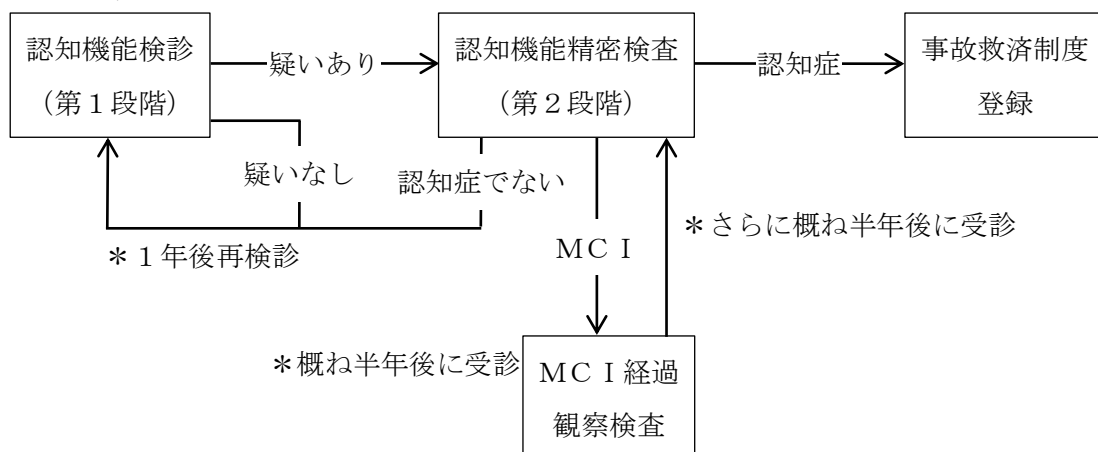 認知機能検診
（第１段階）
疑いあり
認知機能精密検査
（第２段階）
認知症
事故救済制度
登録
疑いなし
認知症でない
＊１年後再検診
ＭＣＩ
＊さらに概ね半年後に受診
＊概ね半年後に受診
ＭＣＩ経過
観察検査